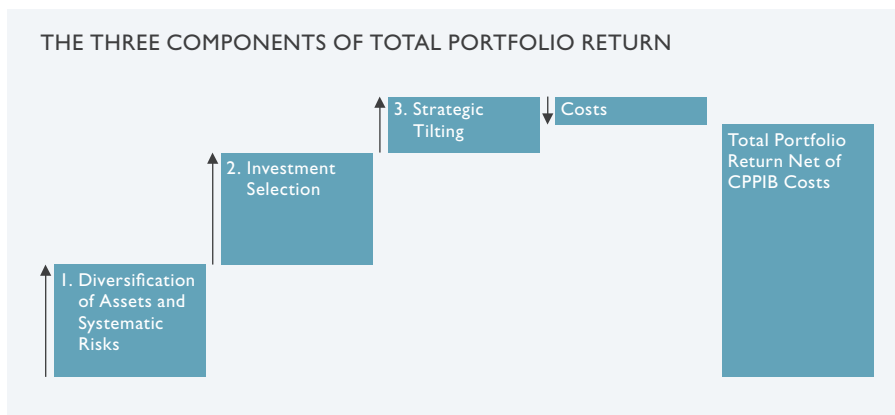 THE THREE COMPONENTS OF TOTAL PORTFOLIO RETURN
1. Diversification
of Assets and
Systematic
Risks
2. Investment
Selection
3. Strategic
Tilting
Costs
Total Portfolio
Return Net of
CPPIB Costs